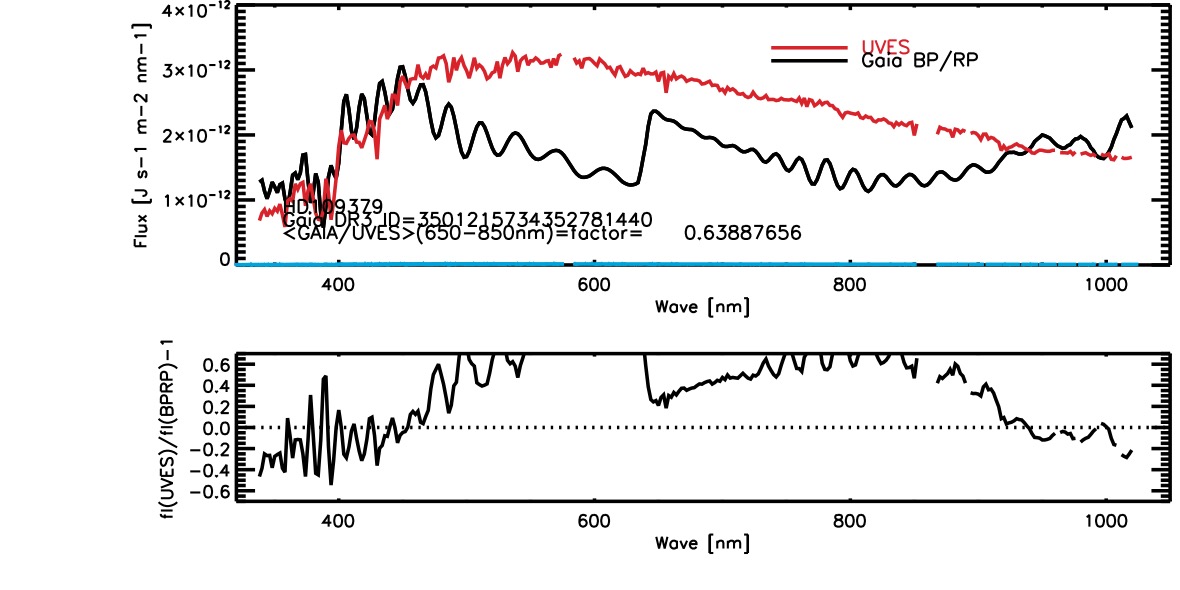 4×10−12
3×10−12
2×10−12
1×10−12
0
Flux [J s−1 m−2 nm−1]
UVES
Gaia BP/RP
HD109379
Gaia DR3 ID=3501215734352781440
<GAIA/UVES>(650−850nm)=factor= 0.63887656
400 600 800 1000
Wave [nm]
0.6
0.4
0.2
0.0
−0.2
−0.4
−0.6
fl(UVES)/fl(BPRP)−1
400 600 800 1000
Wave [nm]